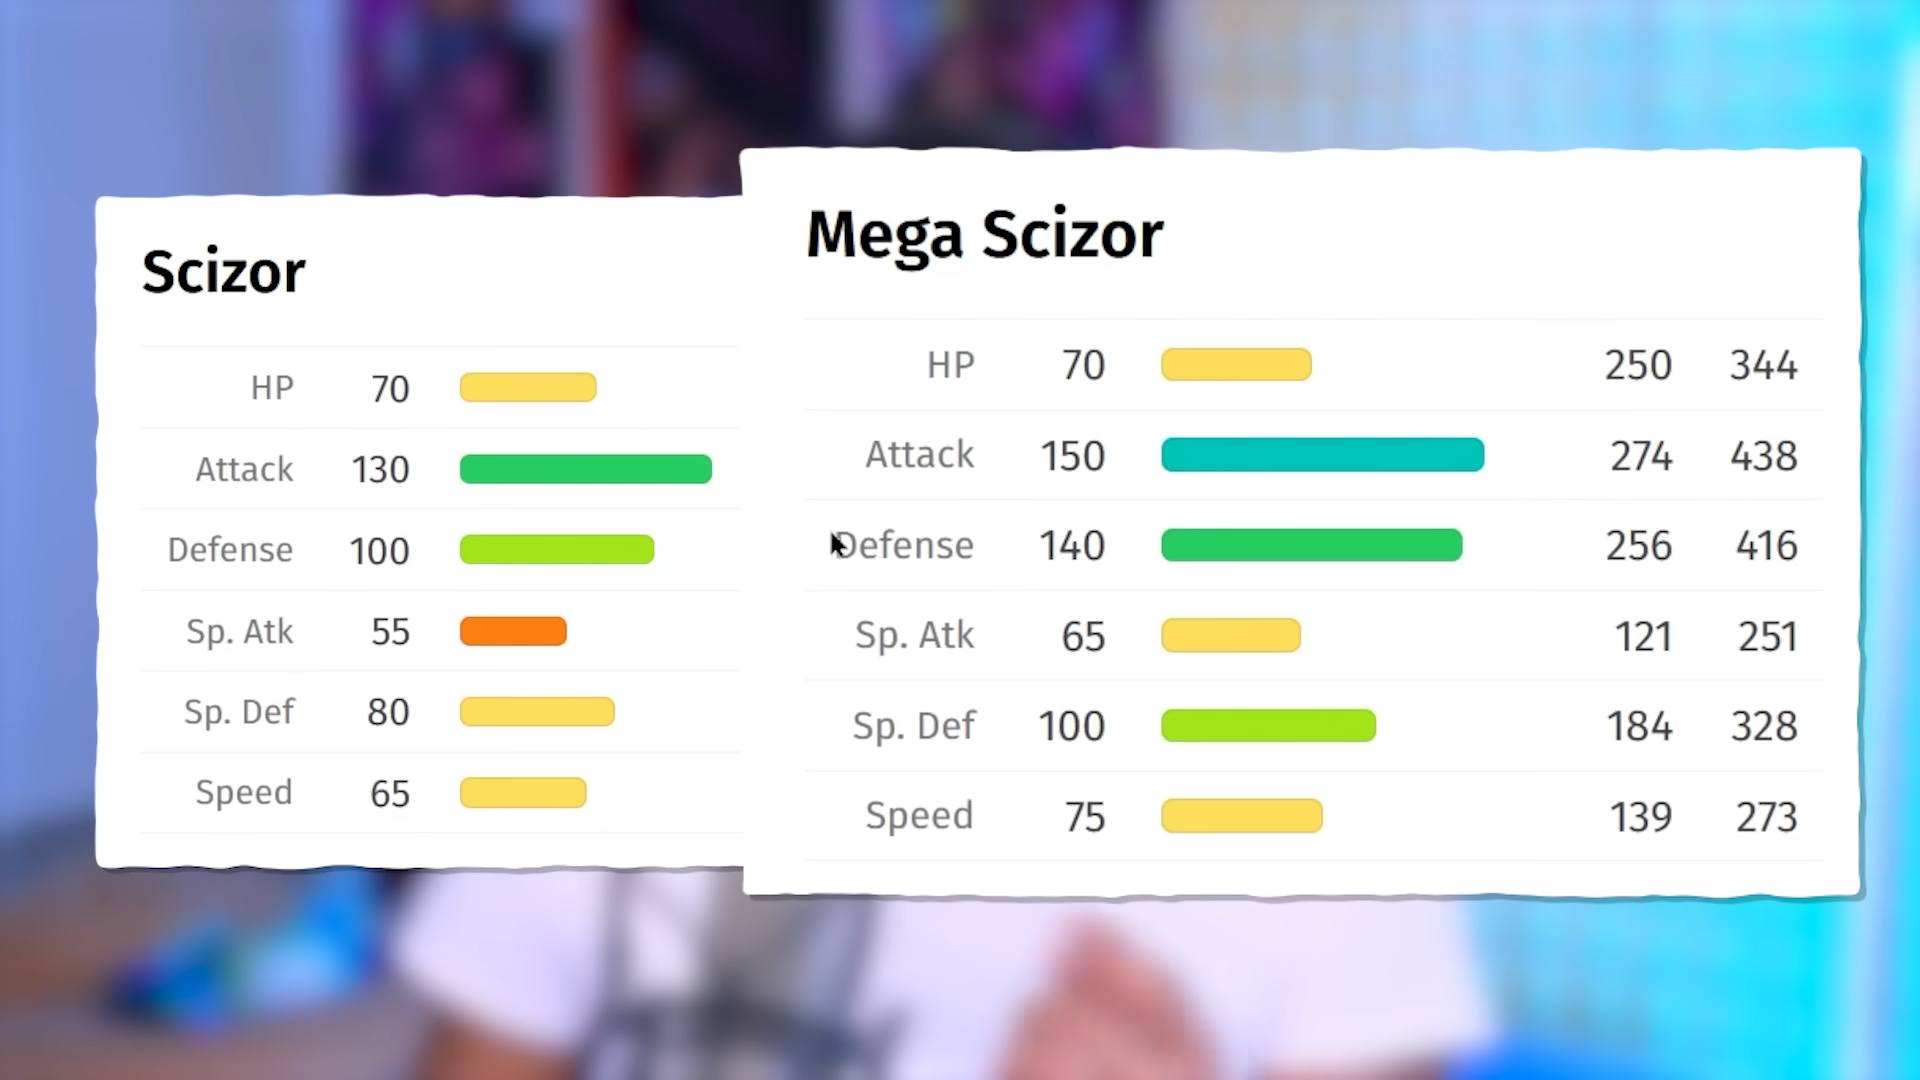 Scizor
HP 70
Attack 130
Defense 100
Sp. Atk 55
Sp. Def 80
Speed 65
Mega Scizor
HP 70 250 344
Attack 150 274 438
Defense 140 256 416
Sp. Atk 65 121 251
Sp. Def 100 184 328
Speed 75 139 273